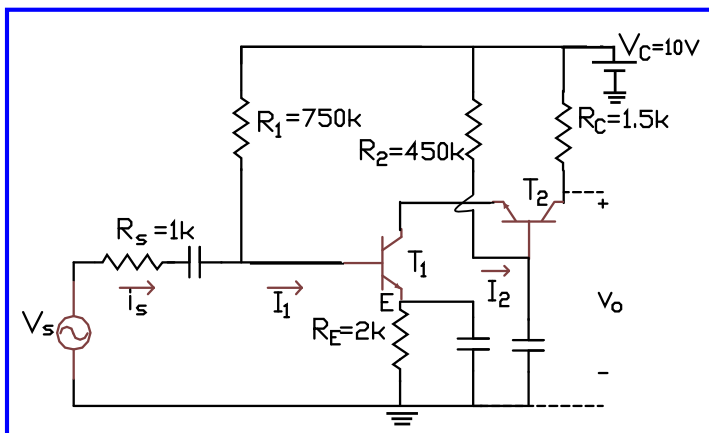 V_C=10V
R_1=750k
R_2=450k
R_C=1.5k
T_2
+
R_s=1k
T_1
i_s
I_1
I_2
E
V_s
R_E=2k
V_o
−